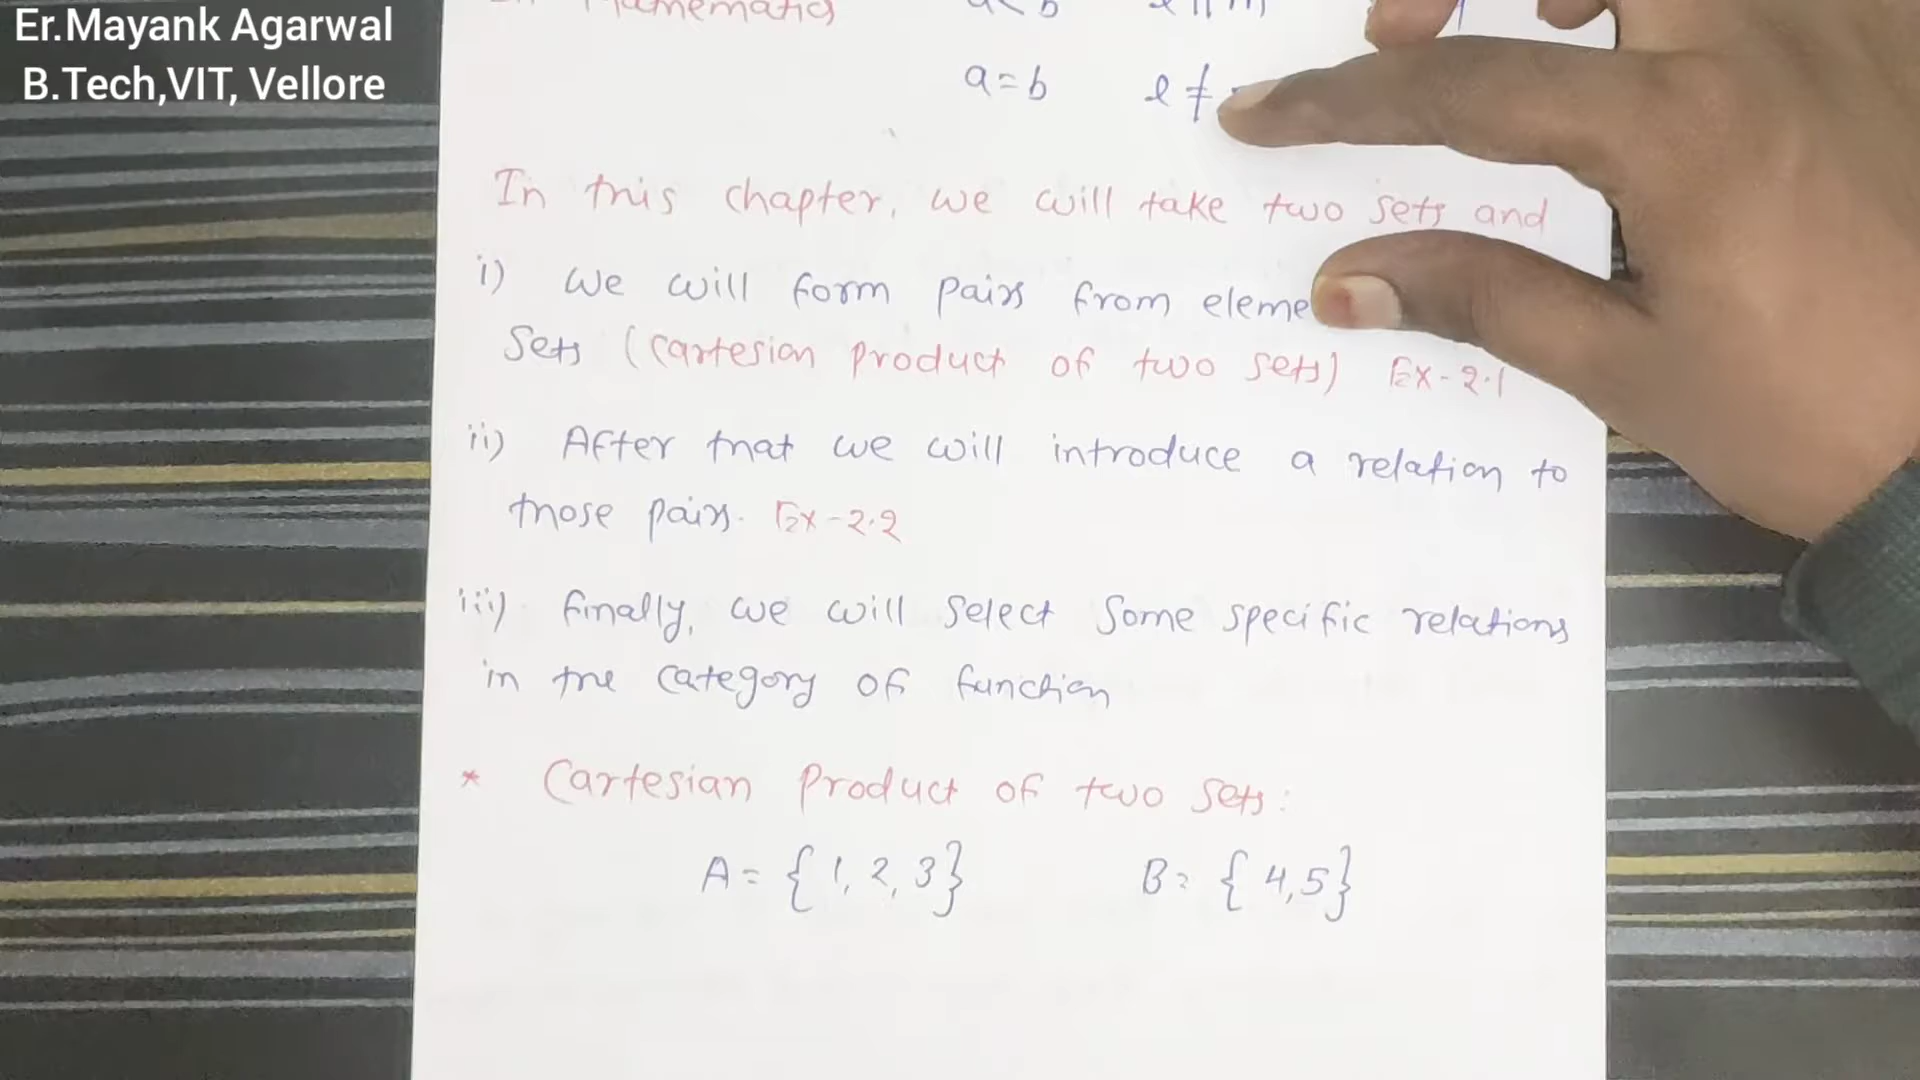 Er.Mayank Agarwal
B.Tech,VIT, Vellore
Mathematics a < b l || m
a = b l ≠
In this chapter, we will take two sets and
i) We will form pairs from eleme
Sets (Cartesian product of two sets) Ex-2.1
ii) After that we will introduce a relation to
those pairs. Ex-2.2
iii) Finally, we will select some specific relations
in the category of function
* Cartesian Product of two sets:
A = { 1, 2, 3} B = { 4,5}